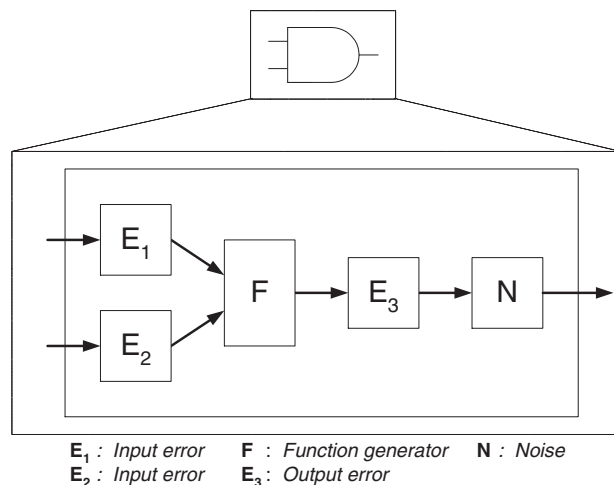 E₁
E₂
F
E₃
N
E₁ : Input error F : Function generator N : Noise
E₂ : Input error E₃ : Output error